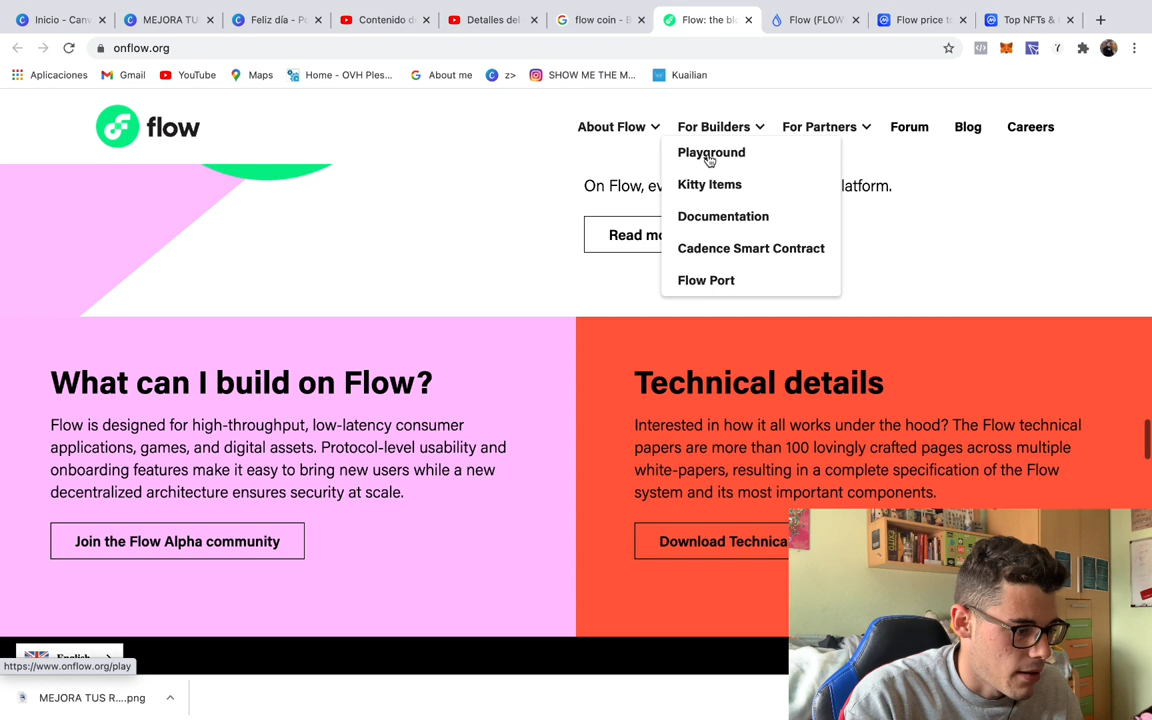 Inicio - Canv
MEJORA TU
Feliz día - Po
Contenido d
Detalles del
flow coin - B
Flow: the blo
Flow (FLOW
Flow price to
Top NFTs &
onflow.org
Aplicaciones
Gmail
YouTube
Maps
Home - OVH Ples...
About me
z>
SHOW ME THE M...
Kuailian
flow
About Flow
For Builders
For Partners
Forum
Blog
Careers
Playground
Kitty Items
Documentation
Cadence Smart Contract
Flow Port
On Flow, ev
latform.
Read mo
What can I build on Flow?
Flow is designed for high-throughput, low-latency consumer
applications, games, and digital assets. Protocol-level usability and
onboarding features make it easy to bring new users while a new
decentralized architecture ensures security at scale.
Join the Flow Alpha community
Technical details
Interested in how it all works under the hood? The Flow technical
papers are more than 100 lovingly crafted pages across multiple
white-papers, resulting in a complete specification of the Flow
system and its most important components.
Download Technica
English
https://www.onflow.org/play
MEJORA TUS R....png